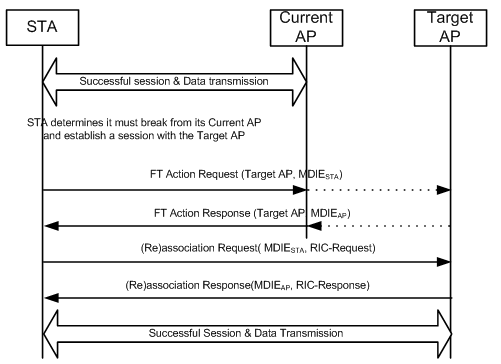 STA
Current
AP
Target
AP
Successful session & Data transmission
STA determines it must break from its Current AP
and establish a session with the Target AP
FT Action Request (Target AP, MDIESTA)
FT Action Response (Target AP, MDIEAP)
(Re)association Request( MDIESTA, RIC-Request)
(Re)association Response(MDIEAP, RIC-Response)
Successful Session & Data Transmission